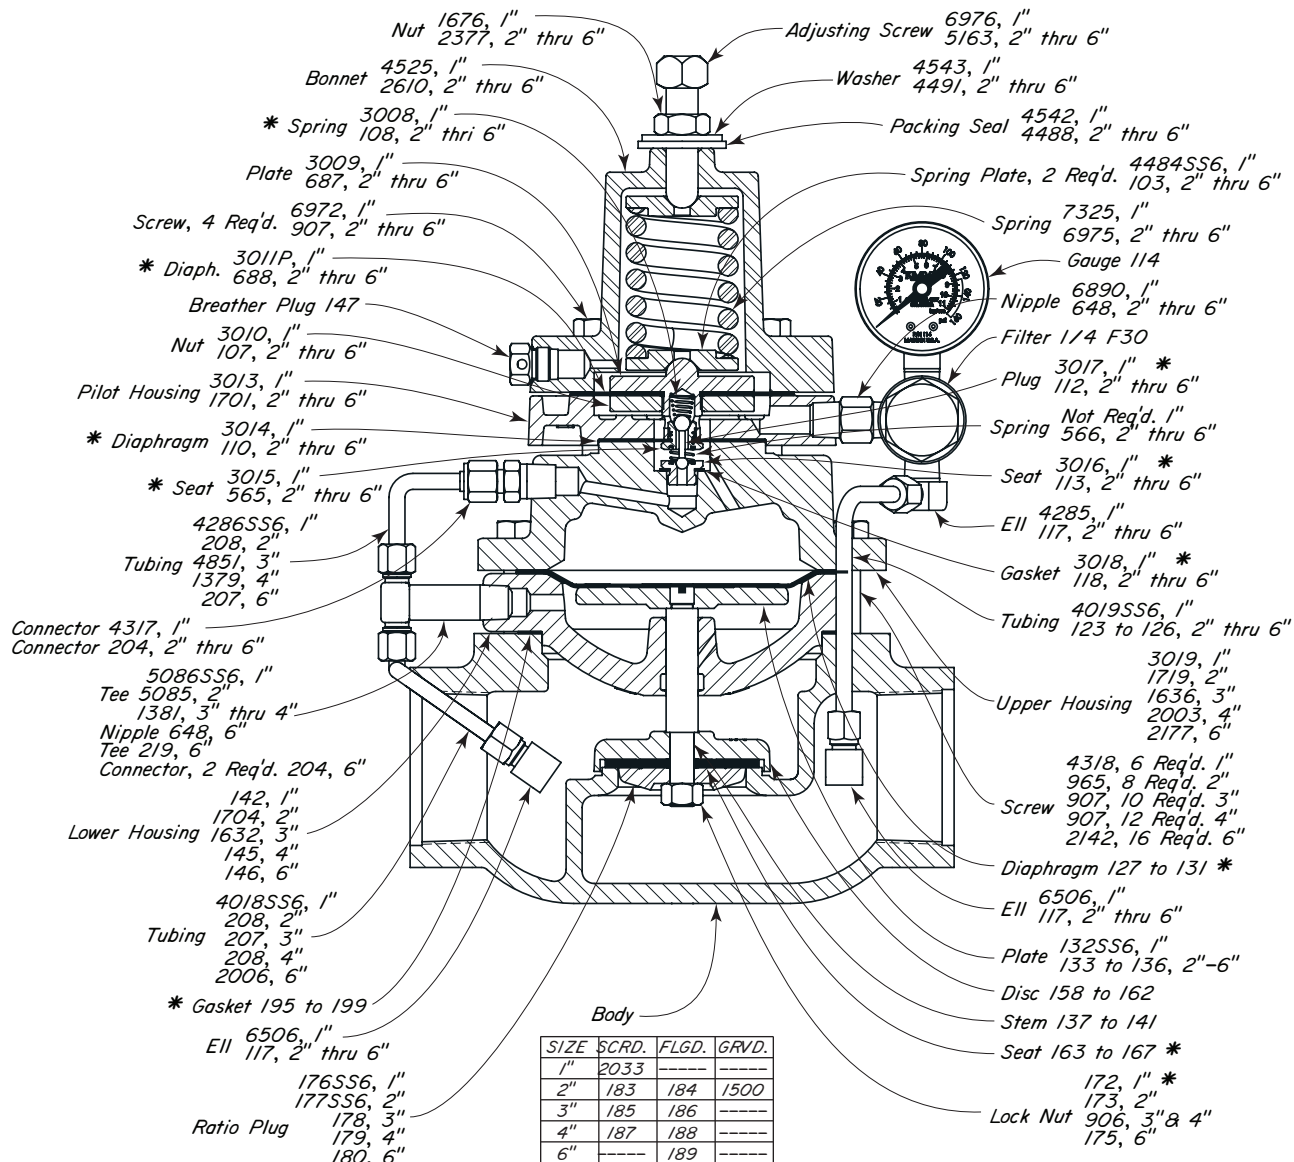 Nut 1676, 1"
2377, 2" thru 6"
Bonnet 4525, 1"
2610, 2" thru 6"
* Spring 3008, 1"
108, 2" thri 6"
Plate 3009, 1"
687, 2" thru 6"
Screw, 4 Req'd. 6972, 1"
907, 2" thru 6"
* Diaph. 3011P, 1"
688, 2" thru 6"
Breather Plug 147
Nut 3010, 1"
107, 2" thru 6"
Pilot Housing 3013, 1"
1701, 2" thru 6"
* Diaphragm 3014, 1"
110, 2" thru 6"
* Seat 3015, 1"
565, 2" thru 6"
4286SS6, 1"
208, 2"
Tubing 4851, 3"
1379, 4"
207, 6"
Connector 4317, 1"
Connector 204, 2" thru 6"
5086SS6, 1"
Tee 5085, 2"
1381, 3" thru 4"
Nipple 648, 6"
Tee 219, 6"
Connector, 2 Req'd. 204, 6"
142, 1"
1704, 2"
Lower Housing 1632, 3"
145, 4"
146, 6"
4018SS6, 1"
208, 2"
Tubing 207, 3"
208, 4"
2006, 6"
* Gasket 195 to 199
Ell 6506, 1"
117, 2" thru 6"
176SS6, 1"
177SS6, 2"
Ratio Plug 178, 3"
179, 4"
180, 6"
Adjusting Screw 6976, 1"
5163, 2" thru 6"
Washer 4543, 1"
4491, 2" thru 6"
Packing Seal 4542, 1"
4488, 2" thru 6"
Spring Plate, 2 Req'd. 4484SS6, 1"
103, 2" thru 6"
Spring 7325, 1"
6975, 2" thru 6"
Gauge 114
Nipple 6890, 1"
648, 2" thru 6"
Filter 1/4 F30
Plug 3017, 1" *
112, 2" thru 6"
Spring Not Req'd. 1"
566, 2" thru 6"
Seat 3016, 1" *
113, 2" thru 6"
Ell 4285, 1"
117, 2" thru 6"
Gasket 3018, 1" *
118, 2" thru 6"
Tubing 4019SS6, 1"
123 to 126, 2" thru 6"
3019, 1"
1719, 2"
Upper Housing 1636, 3"
2003, 4"
2177, 6"
4318, 6 Req'd. 1"
965, 8 Req'd. 2"
Screw 907, 10 Req'd. 3"
907, 12 Req'd. 4"
2142, 16 Req'd. 6"
Diaphragm 127 to 131 *
Ell 6506, 1"
117, 2" thru 6"
Plate 132SS6, 1"
133 to 136, 2"-6"
Disc 158 to 162
Stem 137 to 141
Seat 163 to 167 *
172, 1" *
173, 2"
Lock Nut 906, 3" & 4"
175, 6"
Body
SIZE SCRD. FLGD. GRVD.
1" 2033 ----- -----
2" 183 184 1500
3" 185 186 -----
4" 187 188 -----
6" ----- 189 -----